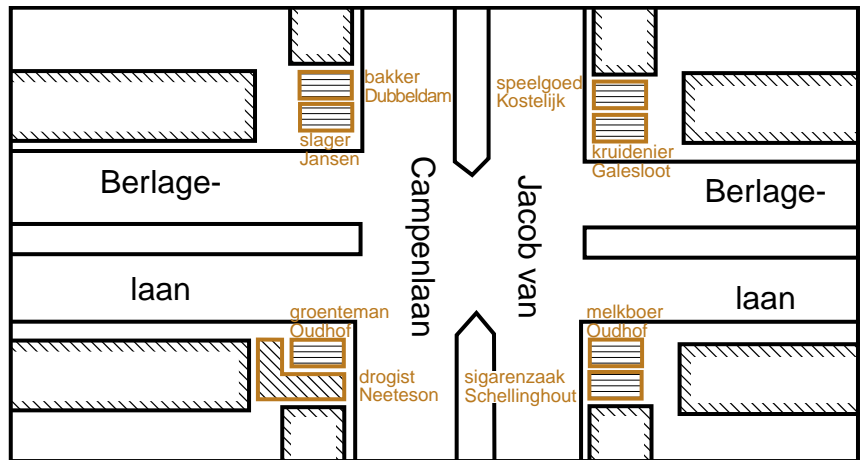 bakker
Dubbeldam
speelgoed
Kostelijk
slager
Jansen
kruidenier
Galesloot
Berlage-
Campenlaan
Jacob van
Berlage-
laan
laan
groenteman
Oudhof
melkboer
Oudhof
drogist
Neeteson
sigarenzaak
Schellinghout